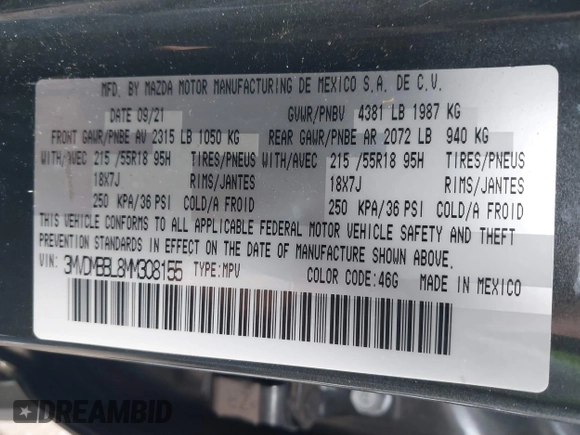 MFD. BY MAZDA MOTOR MANUFACTURING DE MEXICO S.A. DE C.V.
DATE 09/21 GVWR/PNBV 4381 LB 1987 KG
FRONT GAWR/PNBE AV 2315 LB 1050 KG REAR GAWR/PNBE AR 2072 LB 940 KG
WITH/AVEC 215 /55R18 95H TIRES/PNEUS WITH/AVEC 215 /55R18 95H TIRES/PNEUS
18X7J RIMS/JANTES 18X7J RIMS/JANTES
250 KPA/36 PSI COLD/A FROID 250 KPA/36 PSI COLD/A FROID
THIS VEHICLE CONFORMS TO ALL APPLICABLE FEDERAL MOTOR VEHICLE SAFETY AND THEFT
PREVENTION STANDARDS IN EFFECT ON THE DATE OF MANUFACTURE SHOWN ABOVE.
VIN: 3MVDMBBL8MM308155 TYPE:MPV COLOR CODE:46G MADE IN MEXICO
DREAMBID